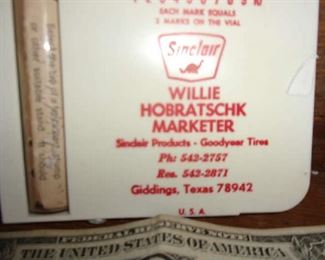 EACH MARK EQUALS
2 MARKS ON THE VIAL
Sinclair
WILLIE
HOBRATSCHK
MARKETER
Sinclair Products - Goodyear Tires
Ph: 542-2757
Res. 542-2871
Giddings, Texas 78942
U. S. A.
THE UNITED STATES OF AMERICA